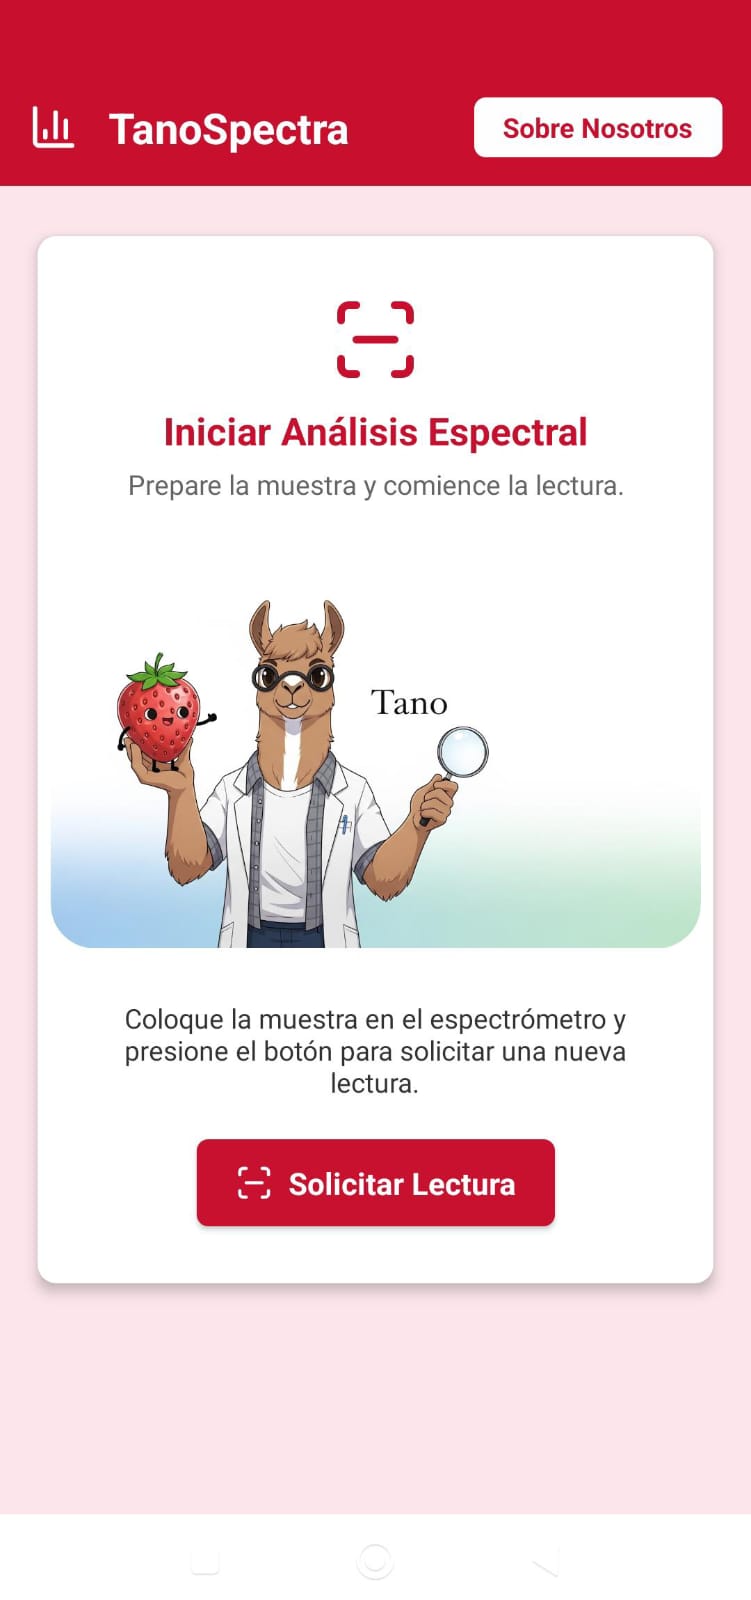 TanoSpectra
Sobre Nosotros
Iniciar Análisis Espectral
Prepare la muestra y comience la lectura.
Tano
Coloque la muestra en el espectrómetro y
presione el botón para solicitar una nueva
lectura.
Solicitar Lectura